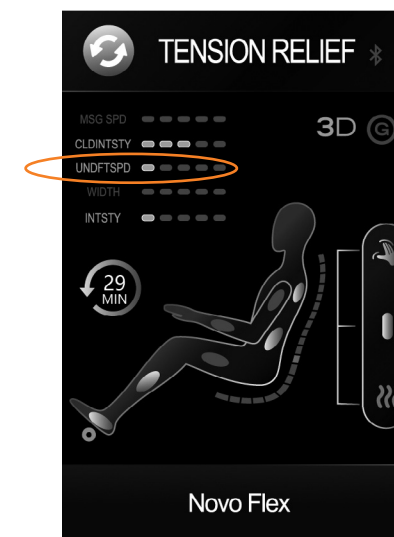 TENSION RELIEF
MSG SPD
3D G
CLDINTSTY
UNDFTSPD
WIDTH
INTSTY
29
MIN
Novo Flex